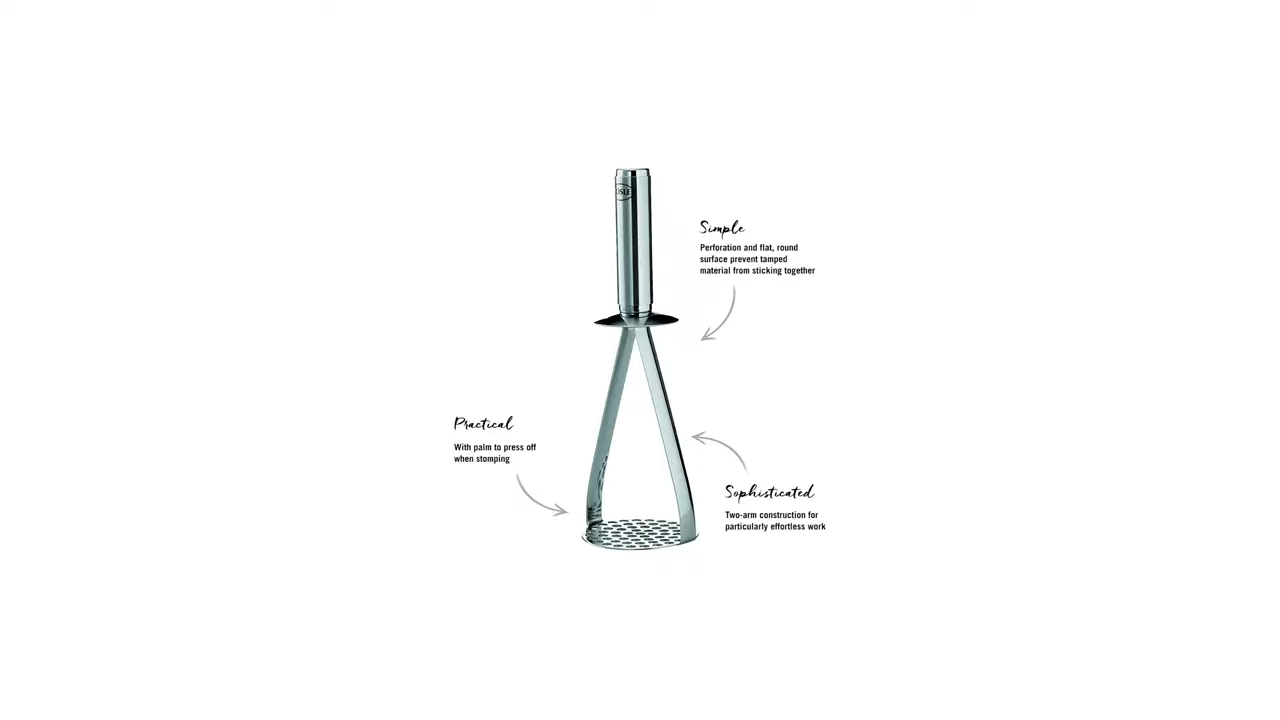 OSLE
Simple
Perforation and flat, round
surface prevent tamped
material from sticking together
Practical
With palm to press off
when stomping
Sophisticated
Two-arm construction for
particularly effortless work